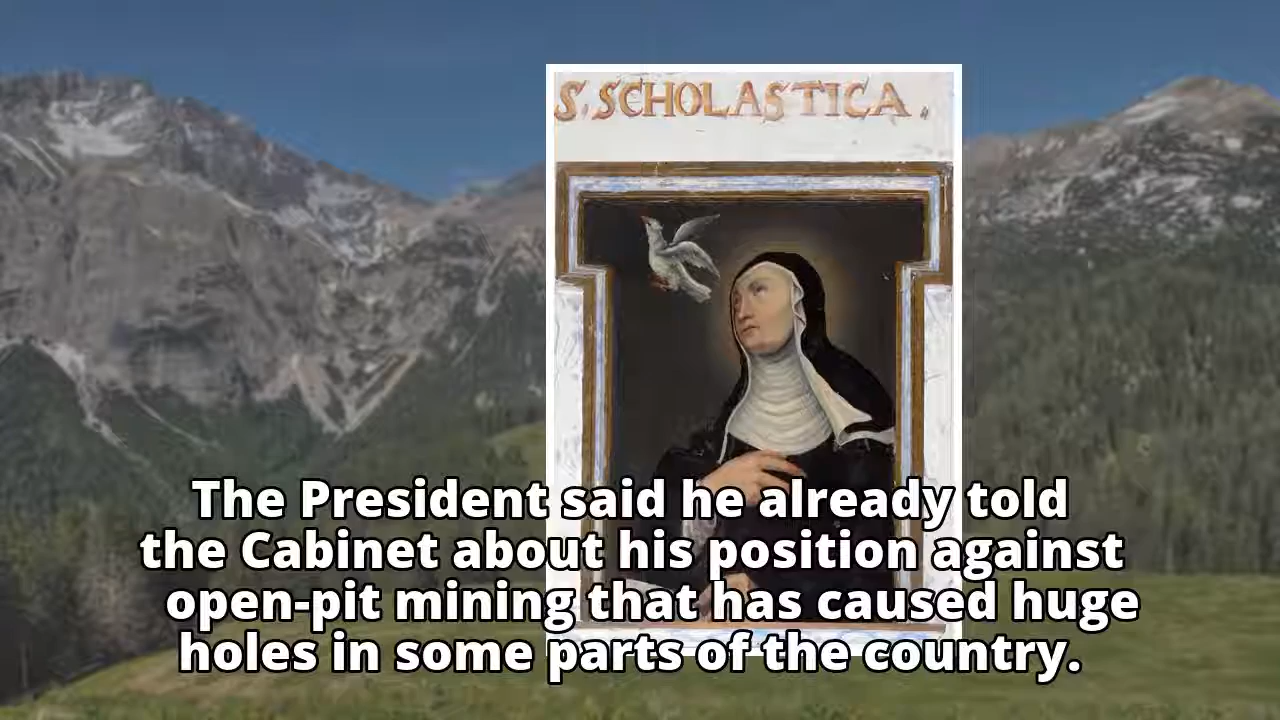 S. SCHOLASTICA.
The President said he already told
the Cabinet about his position against
open-pit mining that has caused huge
holes in some parts of the country.